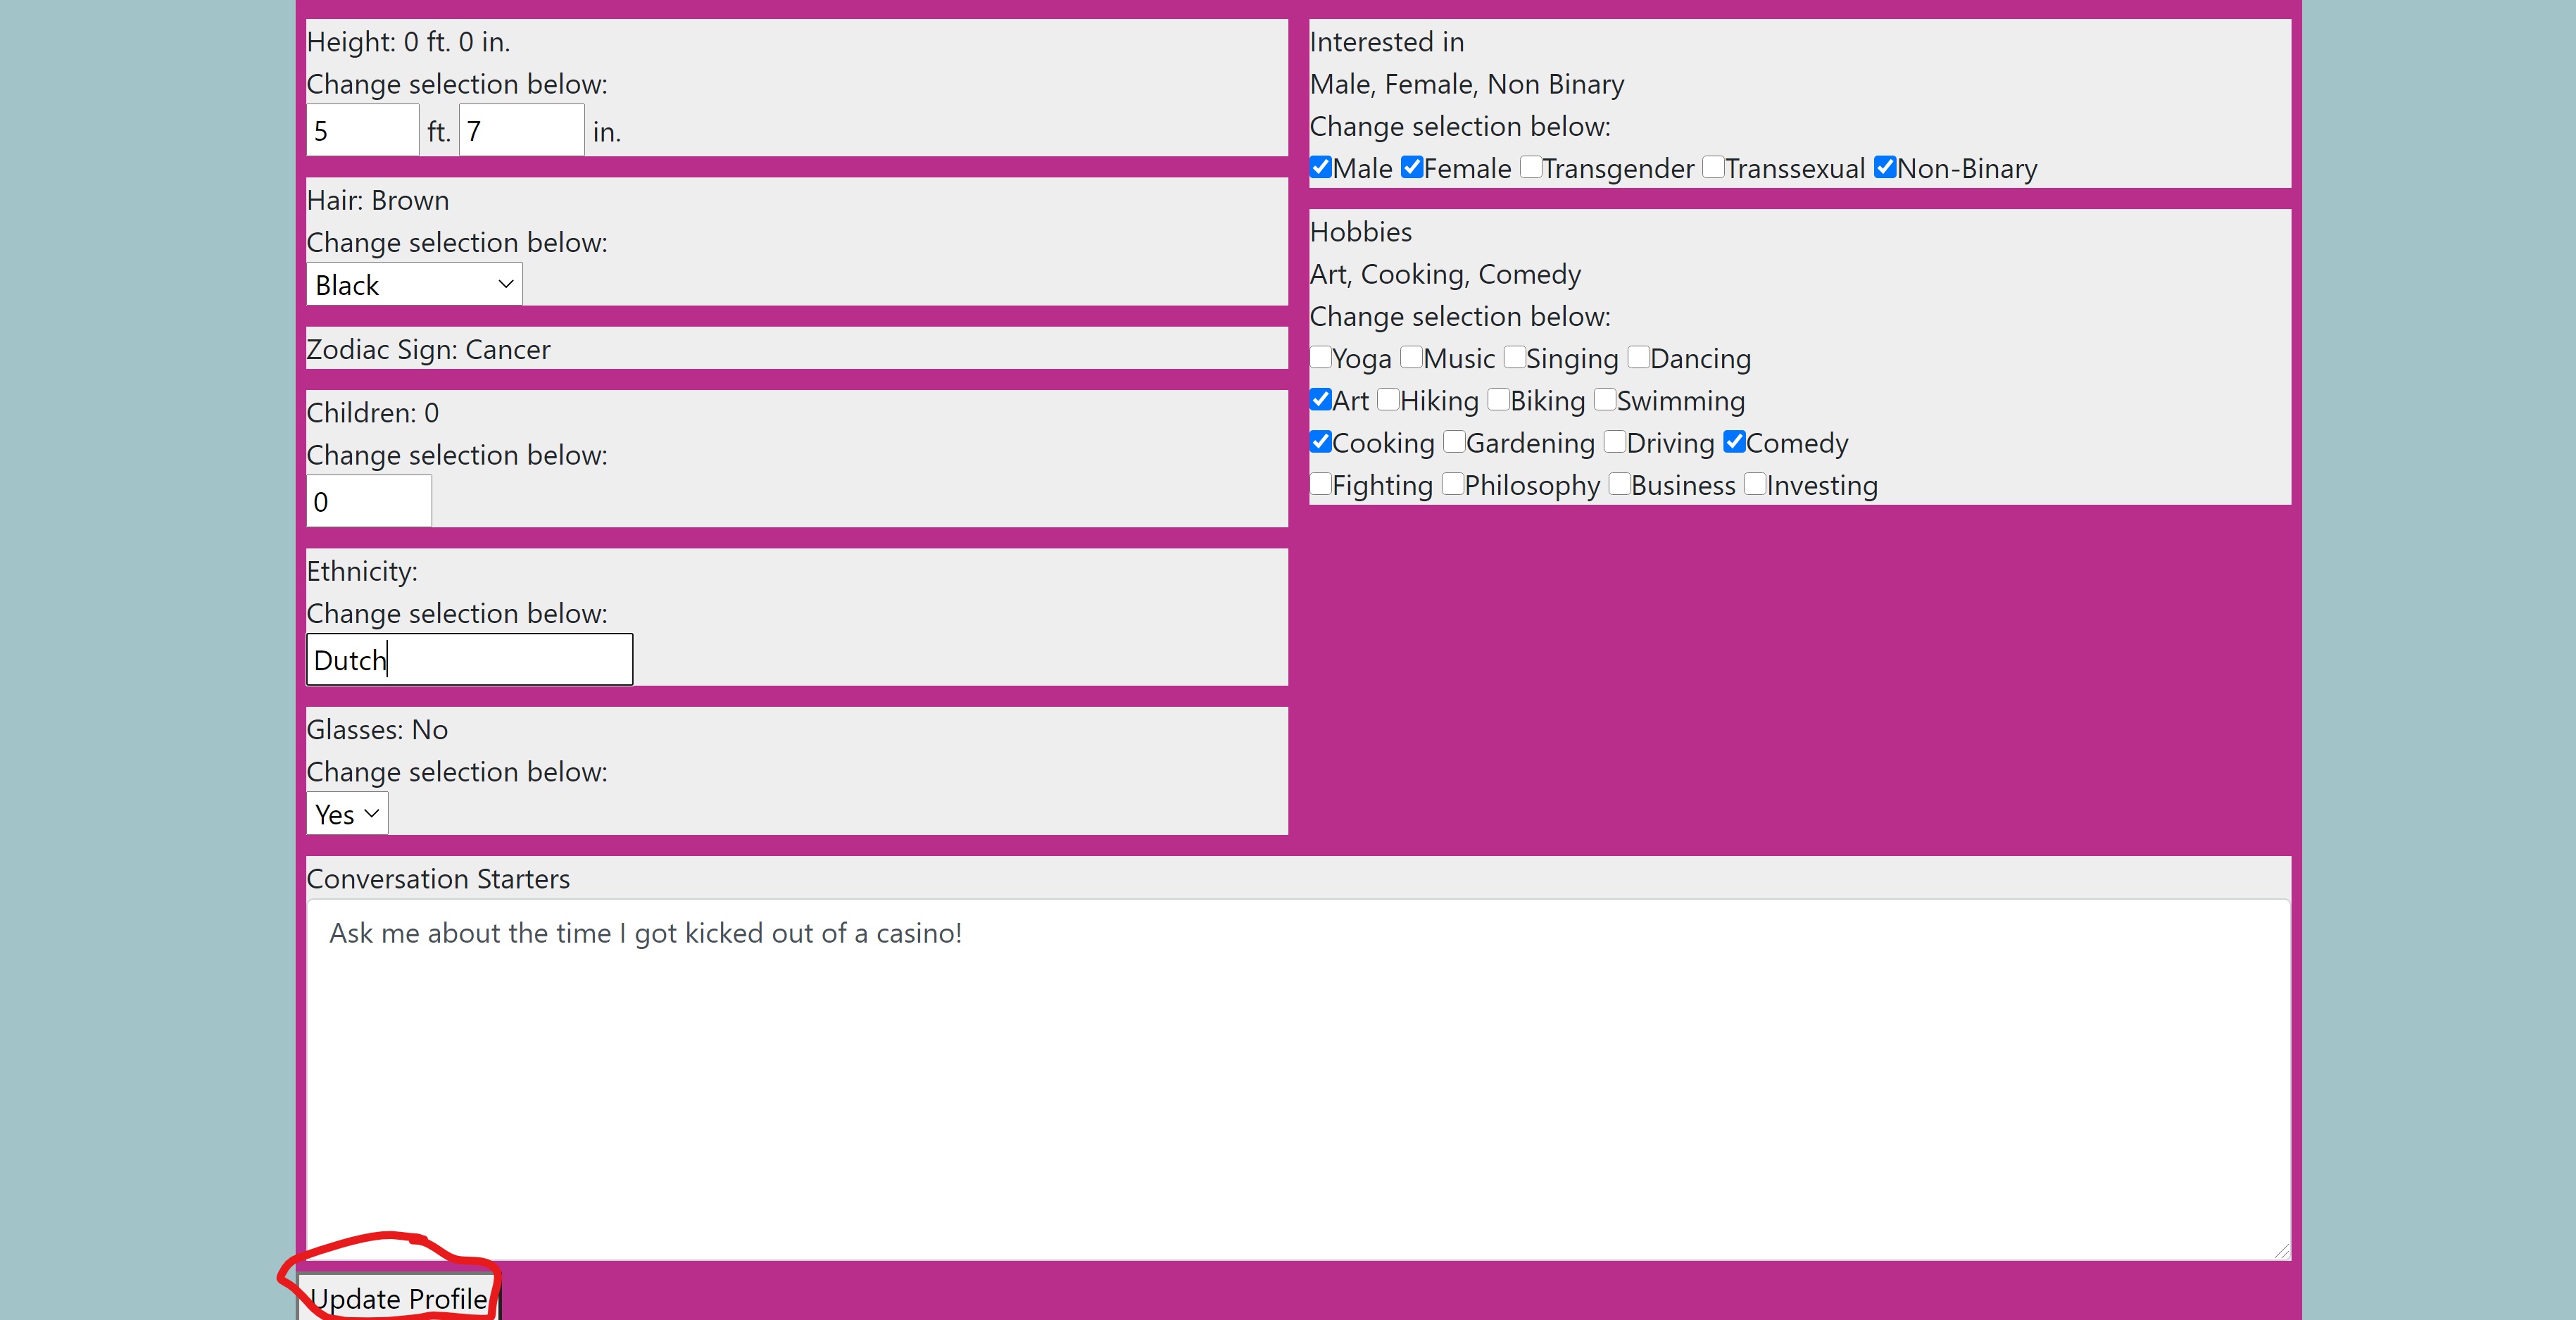 Height: 0 ft. 0 in.
Change selection below:
5 ft. 7 in.
Hair: Brown
Change selection below:
Black
Zodiac Sign: Cancer
Children: 0
Change selection below:
0
Ethnicity:
Change selection below:
Dutch
Glasses: No
Change selection below:
Yes
Interested in
Male, Female, Non Binary
Change selection below:
Male Female Transgender Transsexual Non-Binary
Hobbies
Art, Cooking, Comedy
Change selection below:
Yoga Music Singing Dancing
Art Hiking Biking Swimming
Cooking Gardening Driving Comedy
Fighting Philosophy Business Investing
Conversation Starters
Ask me about the time I got kicked out of a casino!
Update Profile